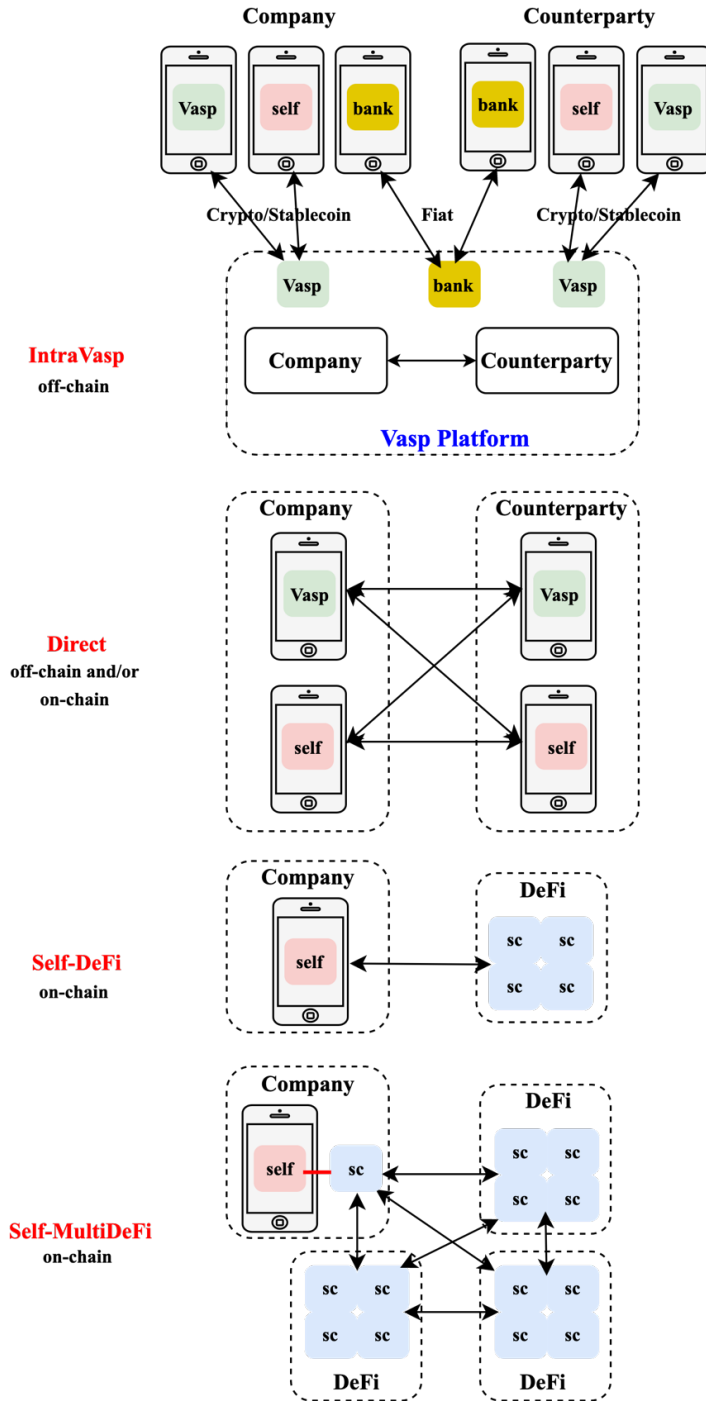 Company
Counterparty
Vasp
self
bank
bank
self
Vasp
Crypto/Stablecoin
Fiat
Crypto/Stablecoin
Vasp
bank
Vasp
IntraVasp
off-chain
Company
Counterparty
Vasp Platform
Company
Counterparty
Vasp
Vasp
Direct
off-chain and/or
on-chain
self
self
Company
DeFi
Self-DeFi
on-chain
self
sc sc
sc sc
Company
DeFi
self
sc
sc sc
sc sc
Self-MultiDeFi
on-chain
sc sc
sc sc
DeFi
sc sc
sc sc
DeFi